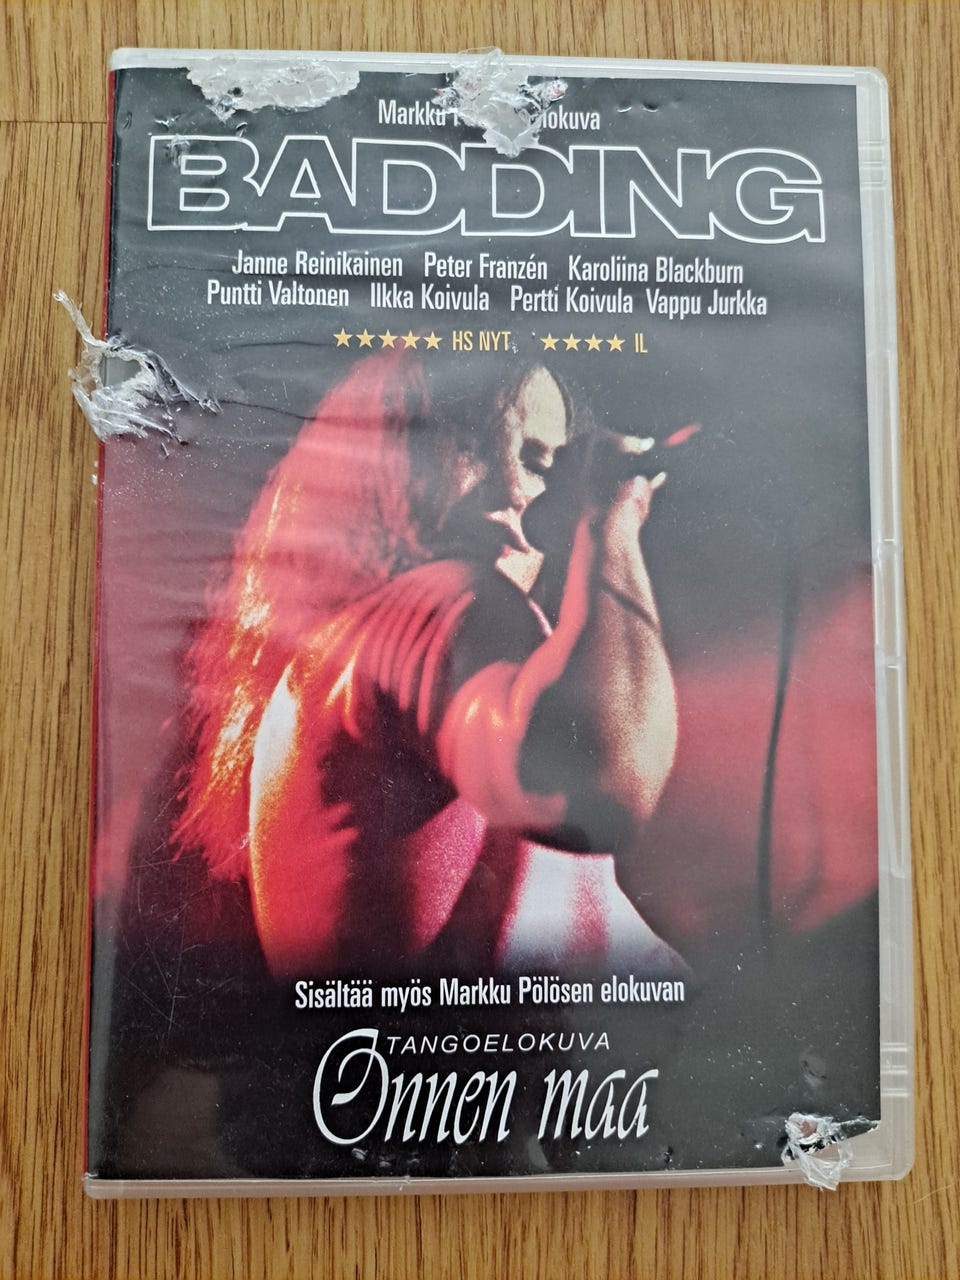 Markku elokuva
BADDING
Janne Reinikainen Peter Franzén Karoliina Blackburn
Puntti Valtonen Ilkka Koivula Pertti Koivula Vappu Jurkka
★★★★★ HS NYT ★★★★ IL
Sisältää myös Markku Pölösen elokuvan
TANGOELOKUVA
Onnen maa